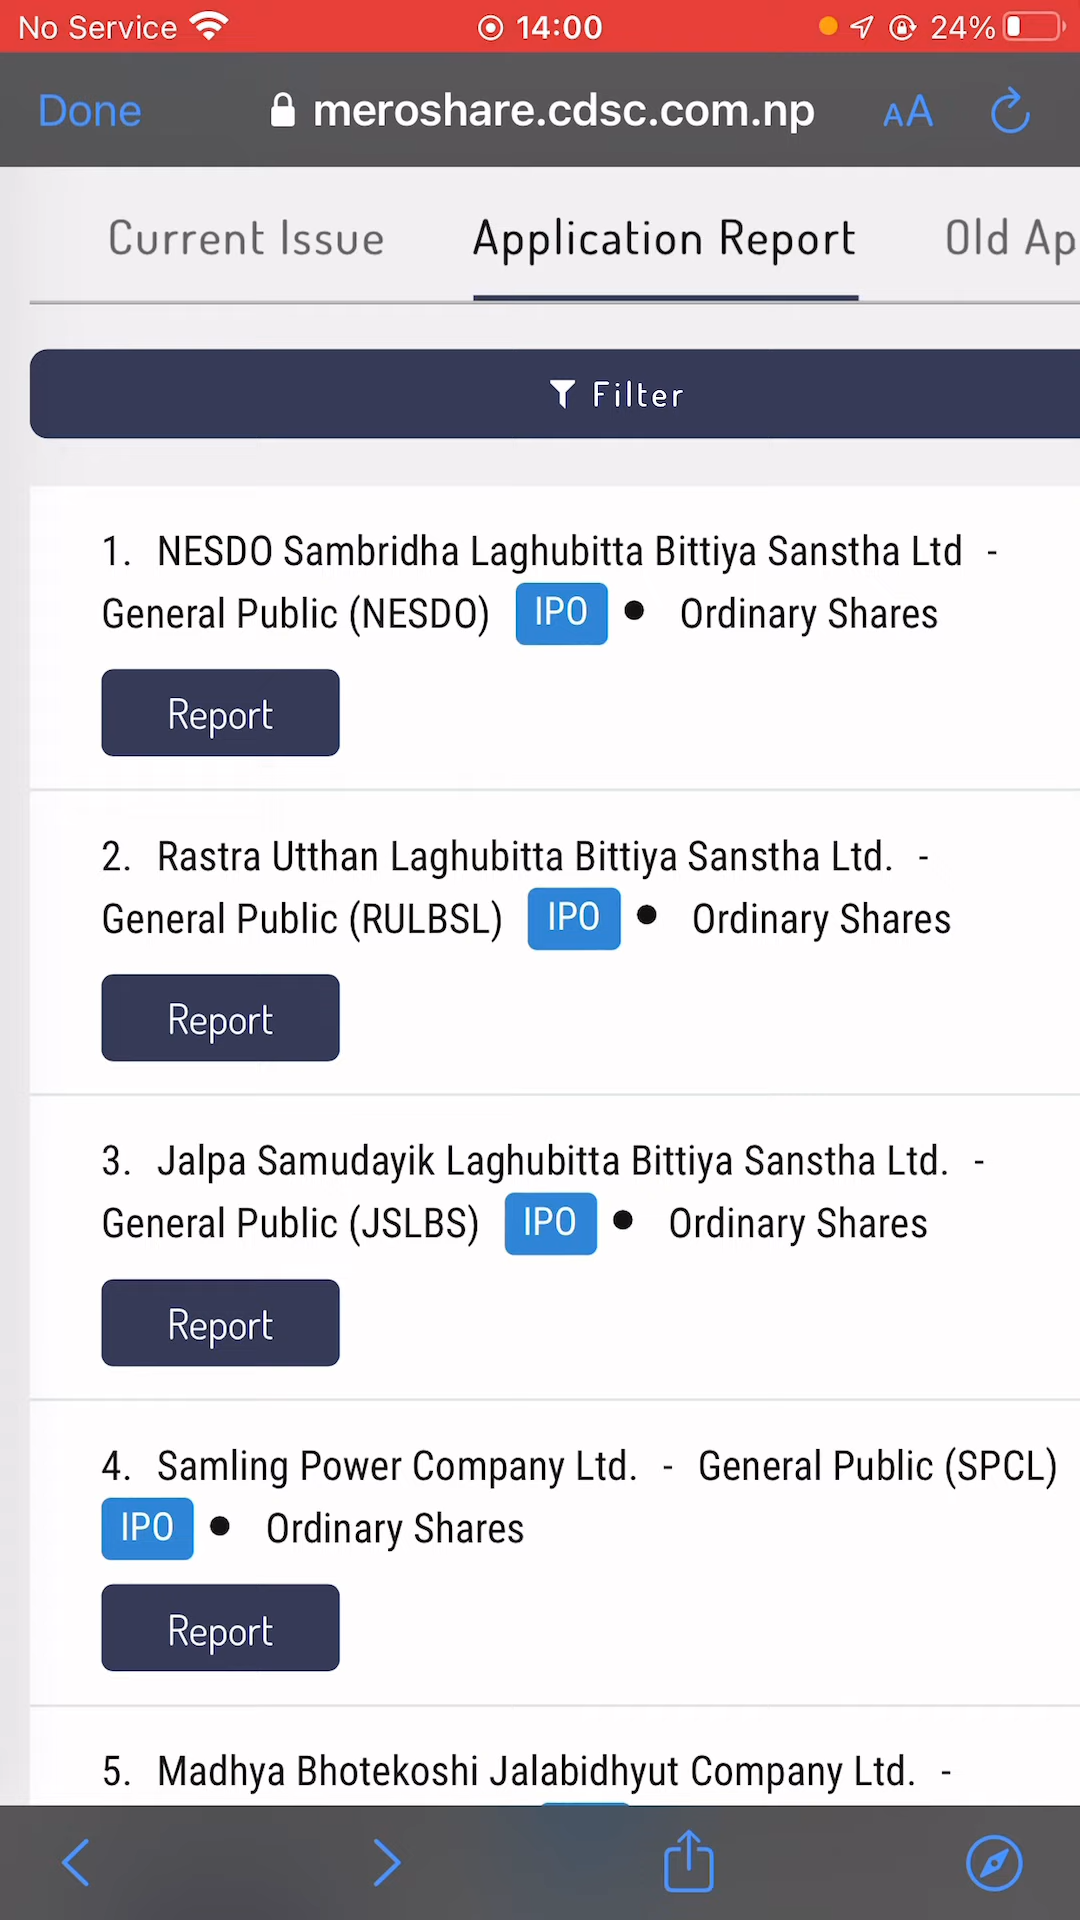 No Service 14:00 24%
Done meroshare.cdsc.com.np AA
Current Issue Application Report Old Ap
Filter
1. NESDO Sambridha Laghubitta Bittiya Sanstha Ltd -
General Public (NESDO) IPO • Ordinary Shares
Report
2. Rastra Utthan Laghubitta Bittiya Sanstha Ltd. -
General Public (RULBSL) IPO • Ordinary Shares
Report
3. Jalpa Samudayik Laghubitta Bittiya Sanstha Ltd. -
General Public (JSLBS) IPO • Ordinary Shares
Report
4. Samling Power Company Ltd. - General Public (SPCL)
IPO • Ordinary Shares
Report
5. Madhya Bhotekoshi Jalabidhyut Company Ltd. -